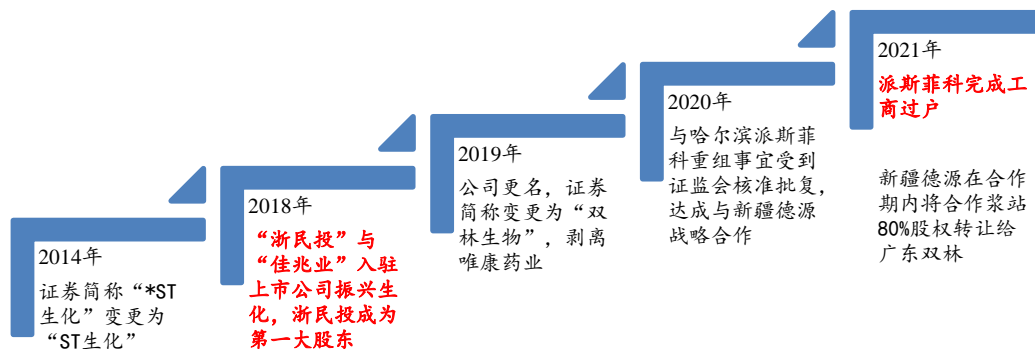 2014年
证券简称“*ST
生化”变更为
“ST生化”
2018年
“浙民投”与
“佳兆业”入驻
上市公司振兴生
化，浙民投成为
第一大股东
2019年
公司更名，证券
简称变更为“双
林生物”，剥离
唯康药业
2020年
与哈尔滨派斯菲
科重组事宜受到
证监会核准批复，
达成与新疆德源
战略合作
2021年
派斯菲科完成工
商过户
新疆德源在合作
期内将合作浆站
80%股权转让给
广东双林